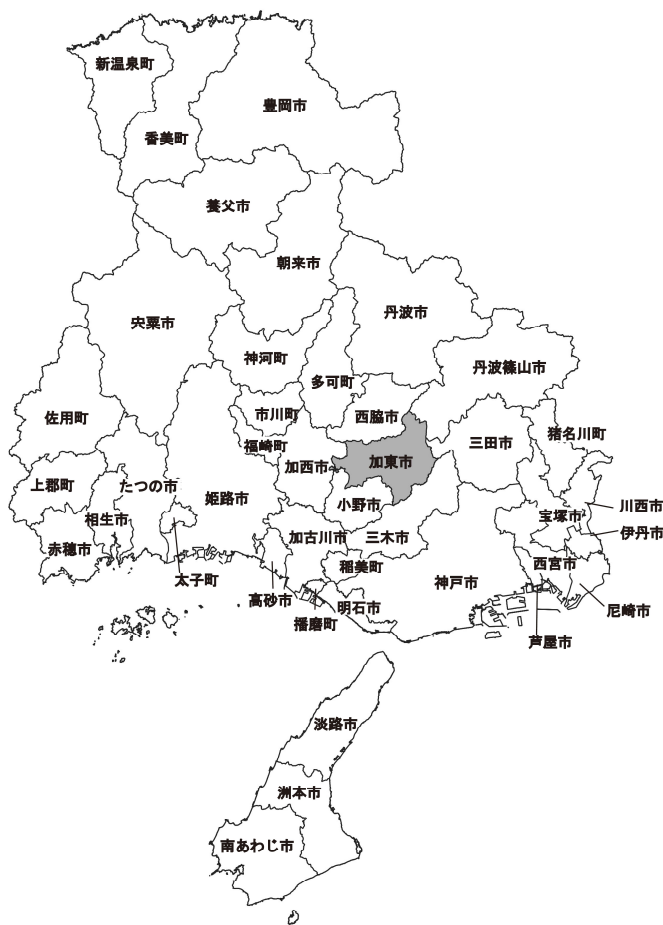 新温泉町
豊岡市
香美町
養父市
朝来市
丹波市
宍粟市
神河町
丹波篠山市
多可町
佐用町
市川町
西脇市
猪名川町
三田市
福崎町
加西市
加東市
上郡町
たつの市
姫路市
小野市
川西市
相生市
宝塚市
伊丹市
赤穂市
加古川市
三木市
西宮市
稲美町
太子町
神戸市
高砂市
明石市
尼崎市
播磨町
芦屋市
淡路市
洲本市
南あわじ市